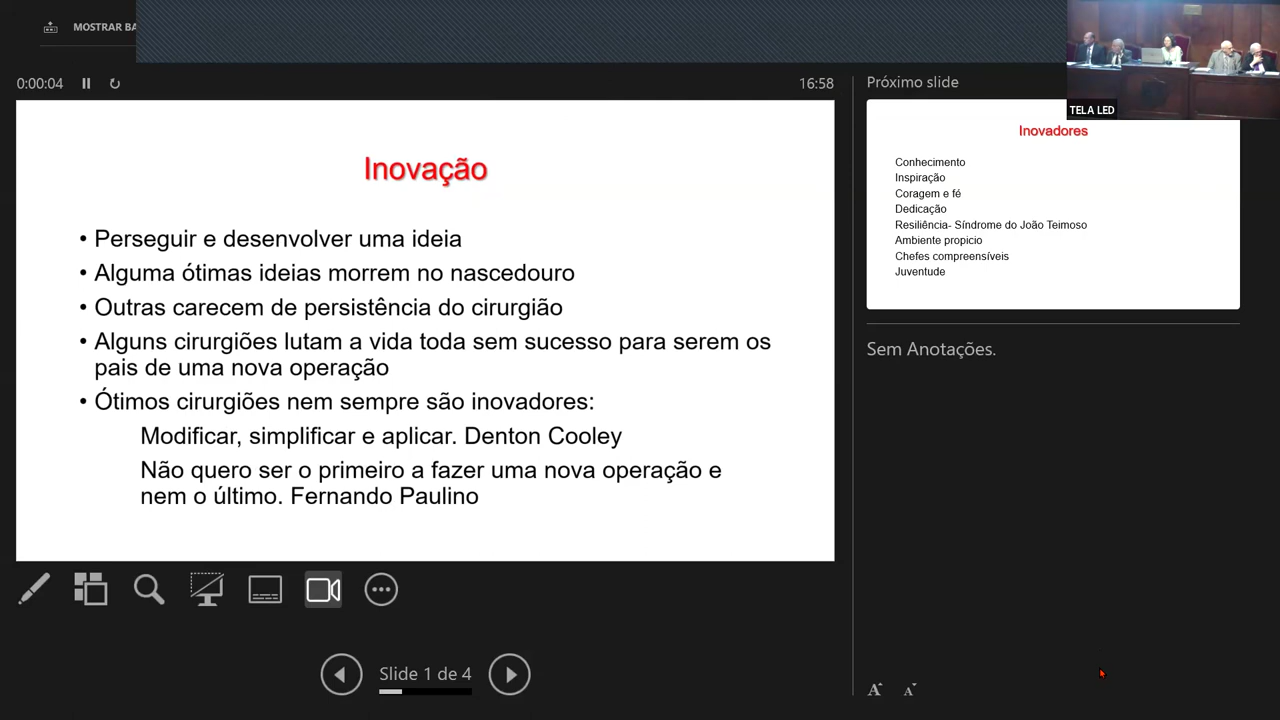 MOSTRAR BA
0:00:04
16:58
Inovação
• Perseguir e desenvolver uma ideia
• Alguma ótimas ideias morrem no nascedouro
• Outras carecem de persistência do cirurgião
• Alguns cirurgiões lutam a vida toda sem sucesso para serem os
pais de uma nova operação
• Ótimos cirurgiões nem sempre são inovadores:
Modificar, simplificar e aplicar. Denton Cooley
Não quero ser o primeiro a fazer uma nova operação e
nem o último. Fernando Paulino
Slide 1 de 4
Próximo slide
TELA LED
Inovadores
Conhecimento
Inspiração
Coragem e fé
Dedicação
Resiliência- Síndrome do João Teimoso
Ambiente propicio
Chefes compreensíveis
Juventude
Sem Anotações.
A A